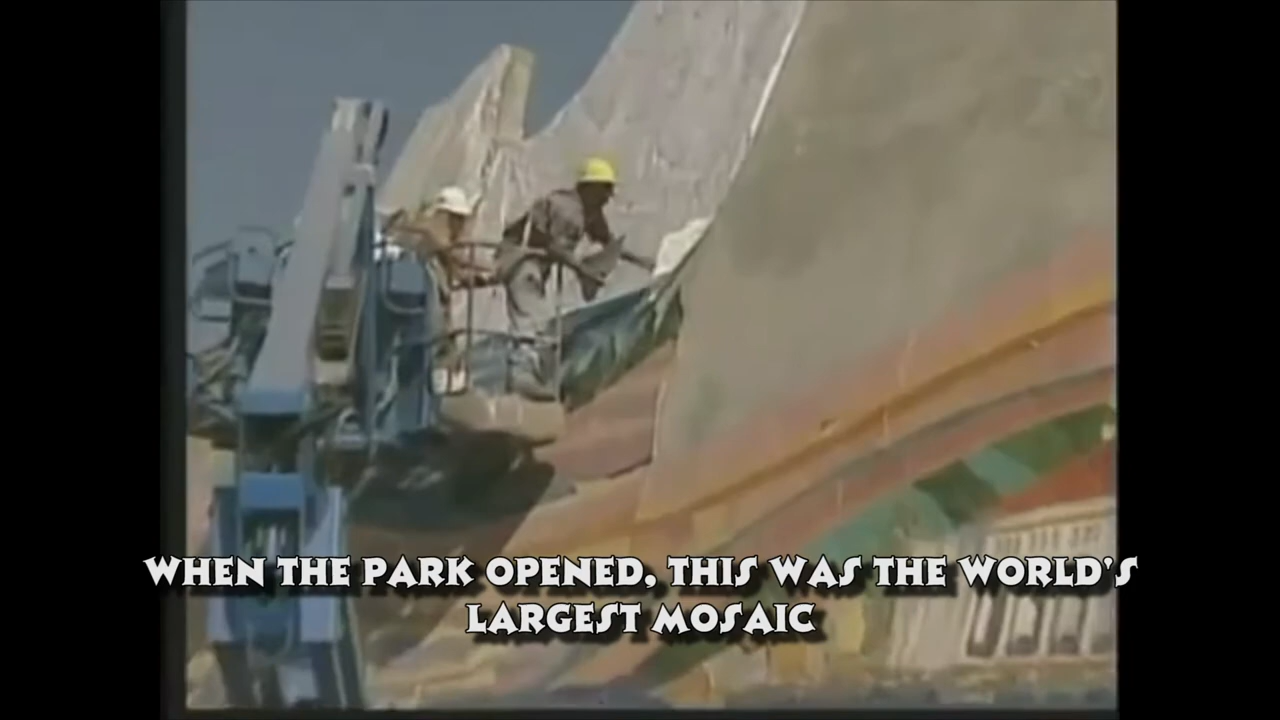 WHEN THE PARK OPENED, THIS WAS THE WORLD'S
LARGEST MOSAIC